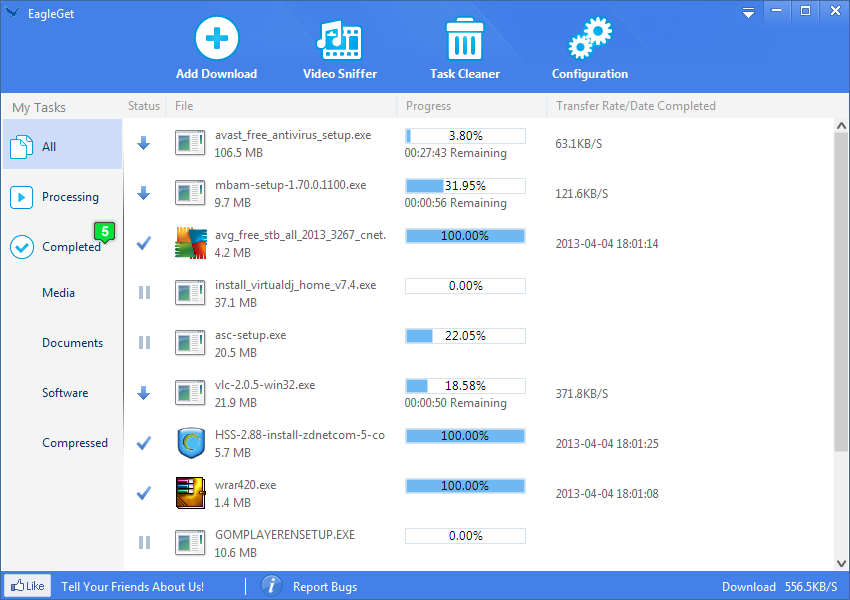 EagleGet
Add Download
Video Sniffer
Task Cleaner
Configuration
My Tasks
Status
File
Progress
Transfer Rate/Date Completed
All
Processing
Completed
5
Media
Documents
Software
Compressed
avast_free_antivirus_setup.exe
106.5 MB
3.80%
00:27:43 Remaining
63.1KB/S
mbam-setup-1.70.0.1100.exe
9.7 MB
31.95%
00:00:56 Remaining
121.6KB/S
avg_free_stb_all_2013_3267_cnet.
4.2 MB
100.00%
2013-04-04 18:01:14
install_virtualdj_home_v7.4.exe
37.1 MB
0.00%
asc-setup.exe
20.5 MB
22.05%
vlc-2.0.5-win32.exe
21.9 MB
18.58%
00:00:50 Remaining
371.8KB/S
HSS-2.88-install-zdnetcom-5-co
5.7 MB
100.00%
2013-04-04 18:01:25
wrar420.exe
1.4 MB
100.00%
2013-04-04 18:01:08
GOMPLAYERENSETUP.EXE
10.6 MB
0.00%
Like
Tell Your Friends About Us!
Report Bugs
Download 556.5KB/S